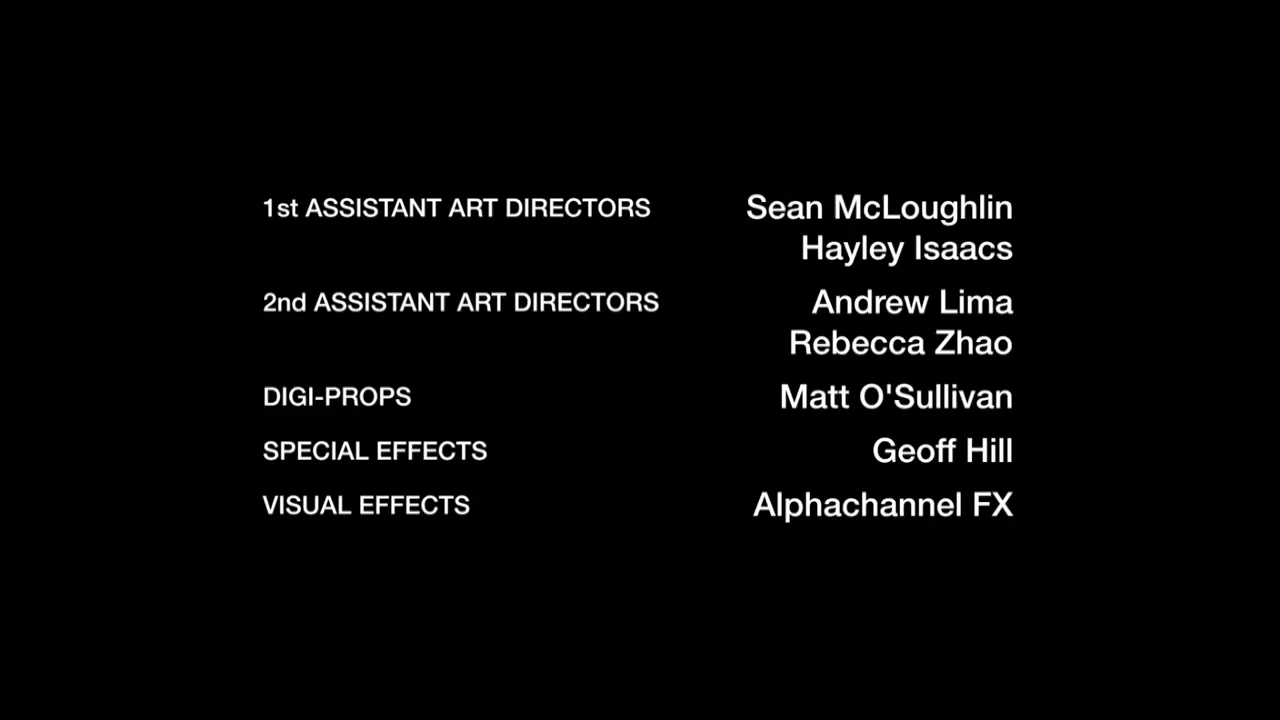 1st ASSISTANT ART DIRECTORS Sean McLoughlin
Hayley Isaacs
2nd ASSISTANT ART DIRECTORS Andrew Lima
Rebecca Zhao
DIGI-PROPS Matt O'Sullivan
SPECIAL EFFECTS Geoff Hill
VISUAL EFFECTS Alphachannel FX